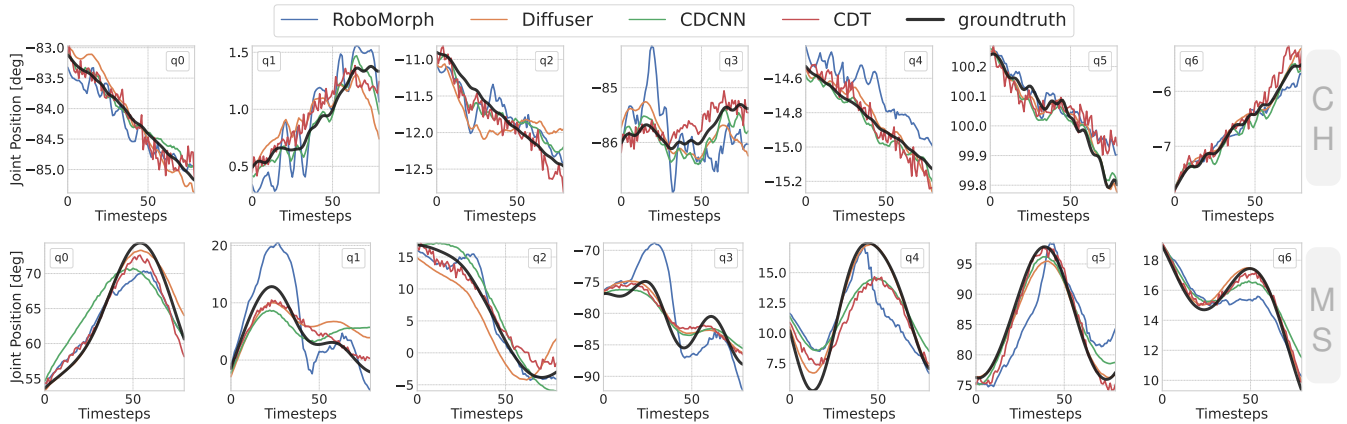 RoboMorph Diffuser CDCNN CDT groundtruth
Joint Position [deg]
−83.0
−83.5
−84.0
−84.5
−85.0
q0
0 50
Timesteps
1.5
1.0
0.5
q1
0 50
Timesteps
−11.0
−11.5
−12.0
−12.5
q2
0 50
Timesteps
−85
−86
q3
0 50
Timesteps
−14.6
−14.8
−15.0
−15.2
q4
0 50
Timesteps
100.2
100.1
100.0
99.9
99.8
q5
0 50
Timesteps
−6
−7
q6
0 50
Timesteps
C
H
Joint Position [deg]
70
65
60
55
q0
0 50
Timesteps
20
10
0
q1
0 50
Timesteps
15
10
5
0
−5
q2
0 50
Timesteps
−70
−75
−80
−85
−90
q3
0 50
Timesteps
15.0
12.5
10.0
7.5
q4
0 50
Timesteps
95
90
85
80
75
q5
0 50
Timesteps
18
16
14
12
10
q6
0 50
Timesteps
M
S